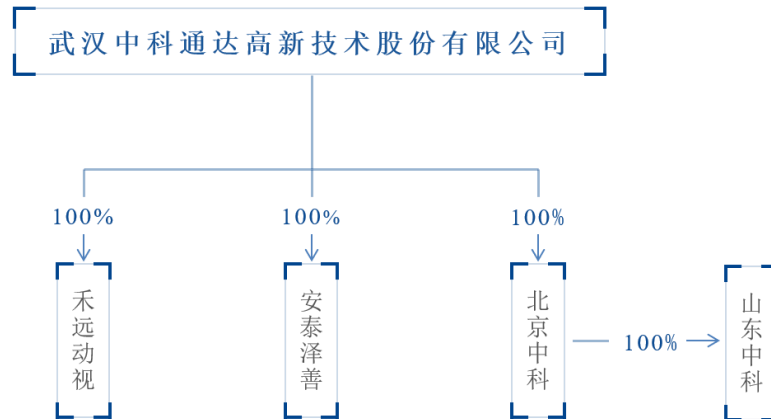 武汉中科通达高新技术股份有限公司
100%
100%
100%
禾远动视
安泰泽善
北京中科
100%
山东中科